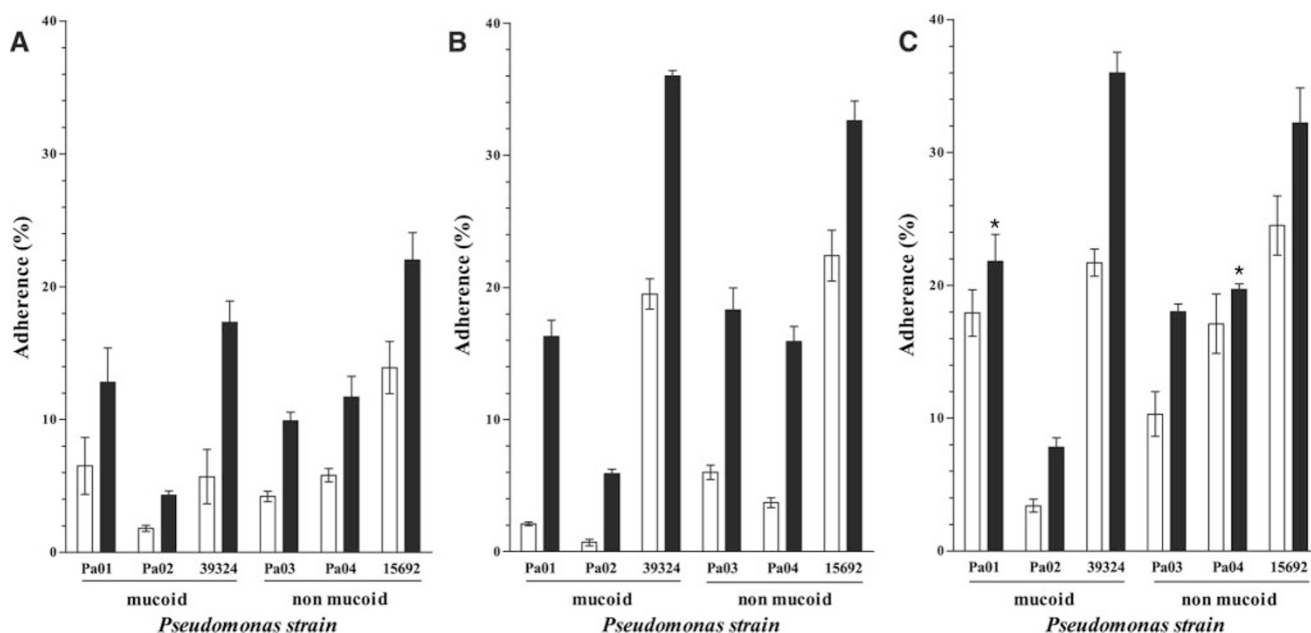 A
40
30
20
10
0
Adherence (%)
Pa01 Pa02 39324 Pa03 Pa04 15692
mucoid non mucoid
Pseudomonas strain
B
40
30
20
10
0
Adherence (%)
Pa01 Pa02 39324 Pa03 Pa04 15692
mucoid non mucoid
Pseudomonas strain
C
40
30
20
10
0
Adherence (%)
* *
Pa01 Pa02 39324 Pa03 Pa04 15692
mucoid non mucoid
Pseudomonas strain